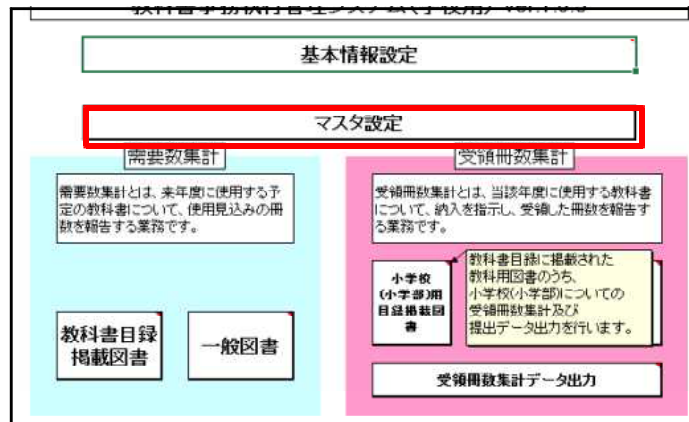 基本情報設定
マスタ設定
需要数集計
需要数集計とは、来年度に使用する予
定の教科書について、使用見込みの冊
数を報告する業務です。
教科書目録
掲載図書
一般図書
受領冊数集計
受領冊数集計とは、当該年度に使用する教科書
について、納入を指示し、受領した冊数を報告す
る業務です。
小学校
(小学部)用
目録掲載図
書
教科書目録に掲載された
教科用図書のうち、
小学校(小学部)についての
受領冊数集計及び
提出データ出力を行います。
受領冊数集計データ出力